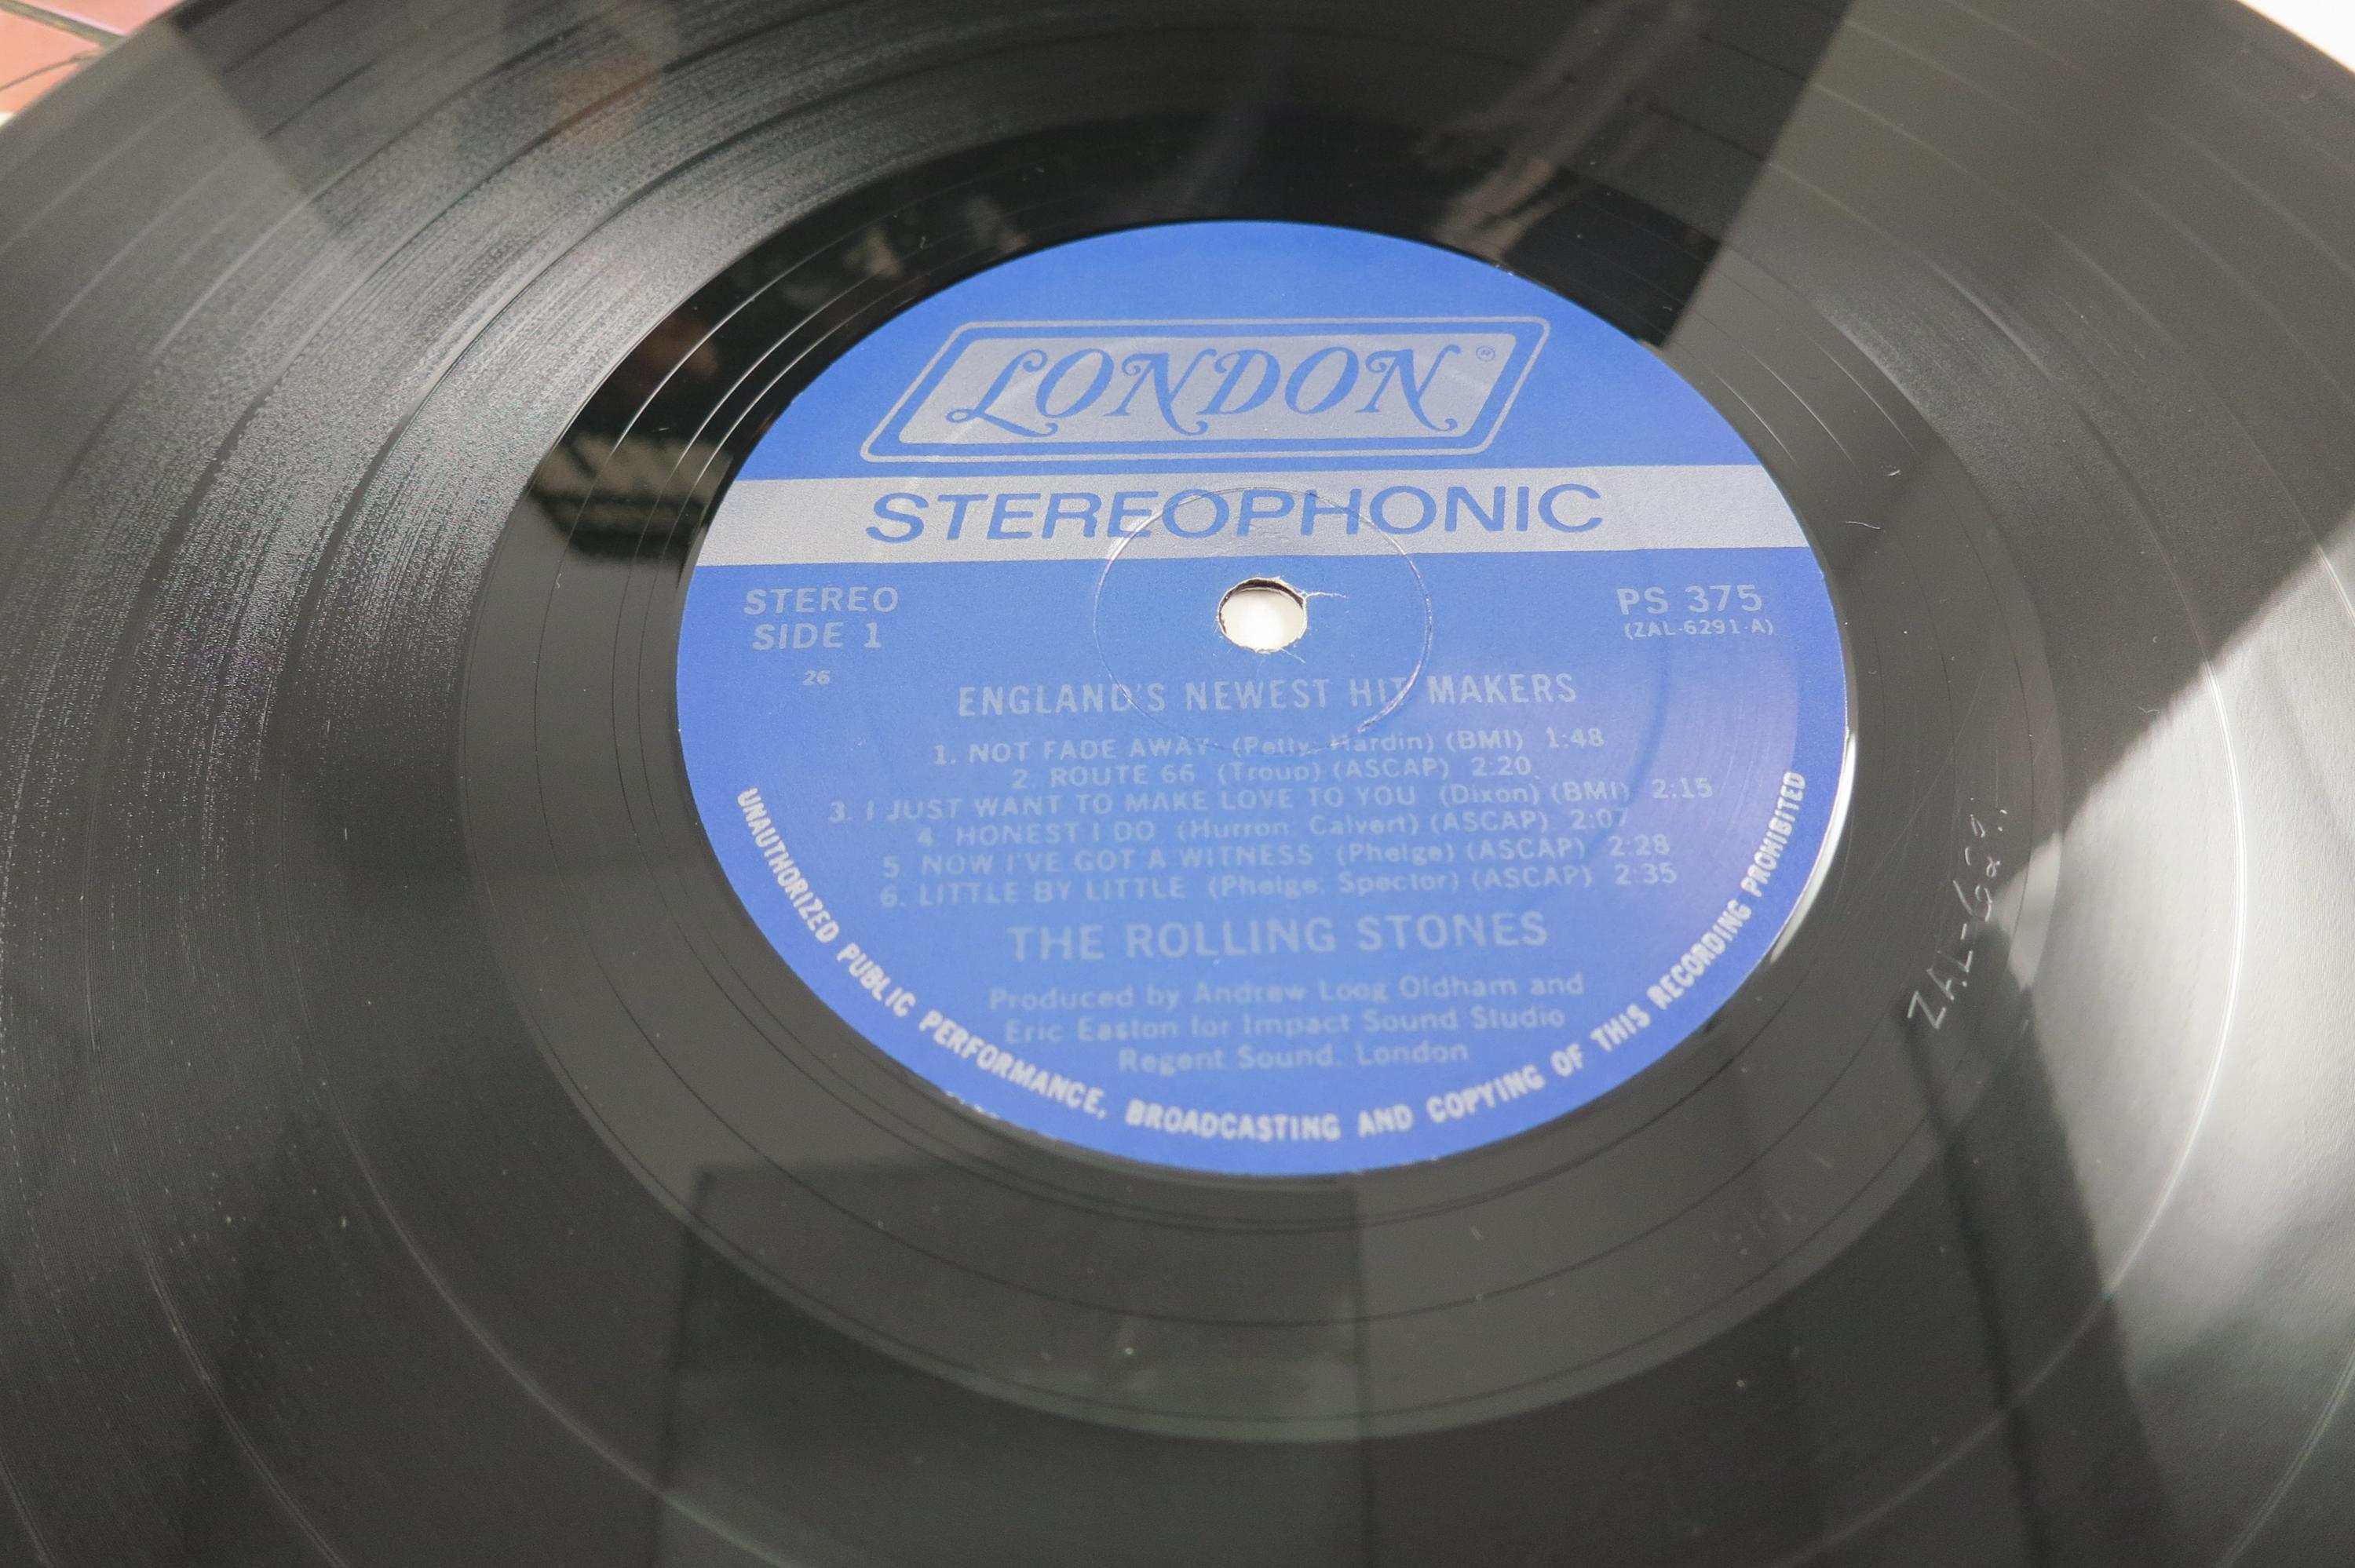 LONDON®
STEREOPHONIC
STEREO
SIDE 1
26
PS 375
(ZAL-6291-A)
ENGLAND'S NEWEST HIT MAKERS
1. NOT FADE AWAY (Petty; Hardin) (BMI) 1:48
2. ROUTE 66 (Troup) (ASCAP) 2:20
3. I JUST WANT TO MAKE LOVE TO YOU (Dixon) (BMI) 2:15
4. HONEST I DO (Hurron; Calvert) (ASCAP) 2:07
5 NOW I'VE GOT A WITNESS (Phelge) (ASCAP) 2:28
6. LITTLE BY LITTLE (Phelge; Spector) (ASCAP) 2:35
THE ROLLING STONES
Produced by Andrew Loog Oldham and
Eric Easton for Impact Sound Studio
Regent Sound. London
UNAUTHORIZED PUBLIC PERFORMANCE, BROADCASTING AND COPYING OF THIS RECORDING PROHIBITED